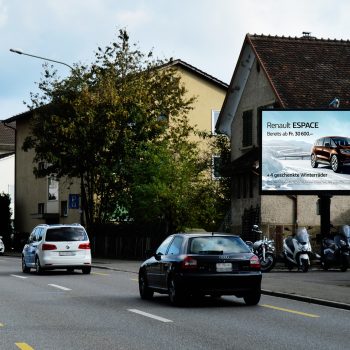 Renault ESPACE
Bereits ab Fr. 30 600.–
+ 4 geschenkte Winterräder